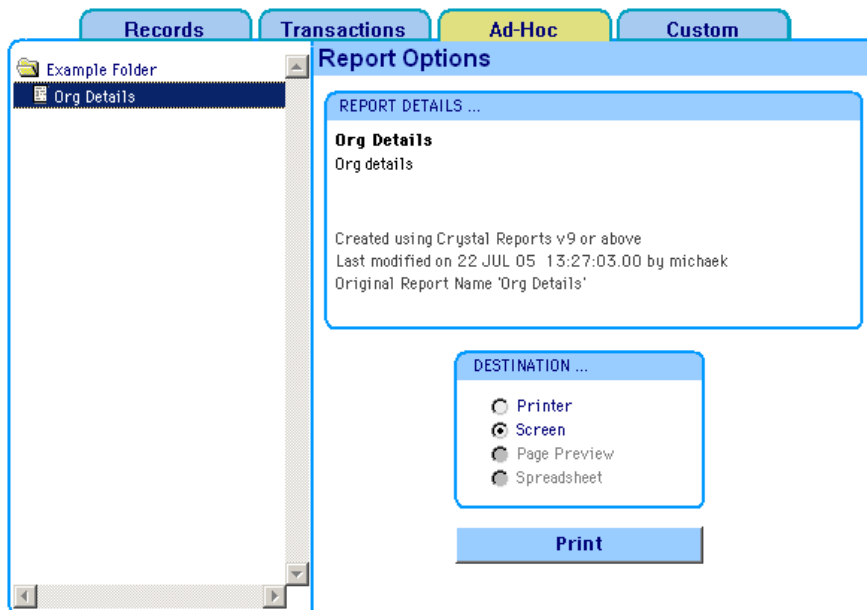 Records Transactions Ad-Hoc Custom
Example Folder
Org Details
Report Options
REPORT DETAILS ...
Org Details
Org details
Created using Crystal Reports v9 or above
Last modified on 22 JUL 05  13:27:03.00 by michaek
Original Report Name 'Org Details'
DESTINATION ...
Printer
Screen
Page Preview
Spreadsheet
Print